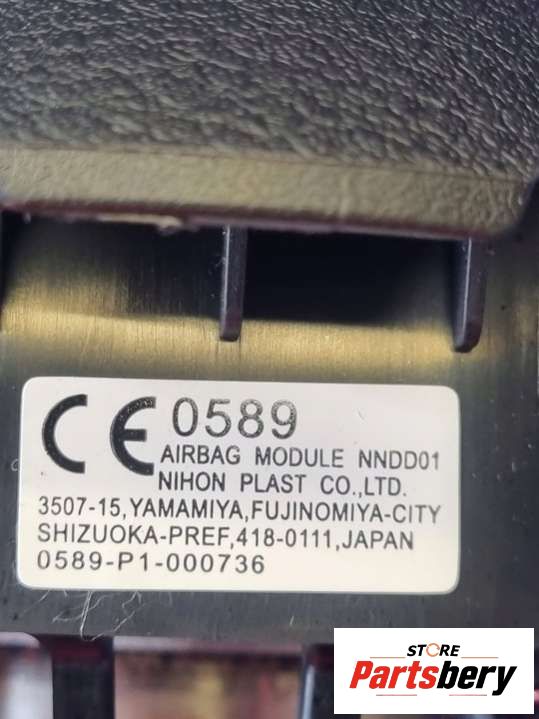 CE 0589
AIRBAG MODULE NNDD01
NIHON PLAST CO.,LTD.
3507-15,YAMAMIYA,FUJINOMIYA-CITY
SHIZUOKA-PREF,418-0111,JAPAN
0589-P1-000736
STORE
Partsbery